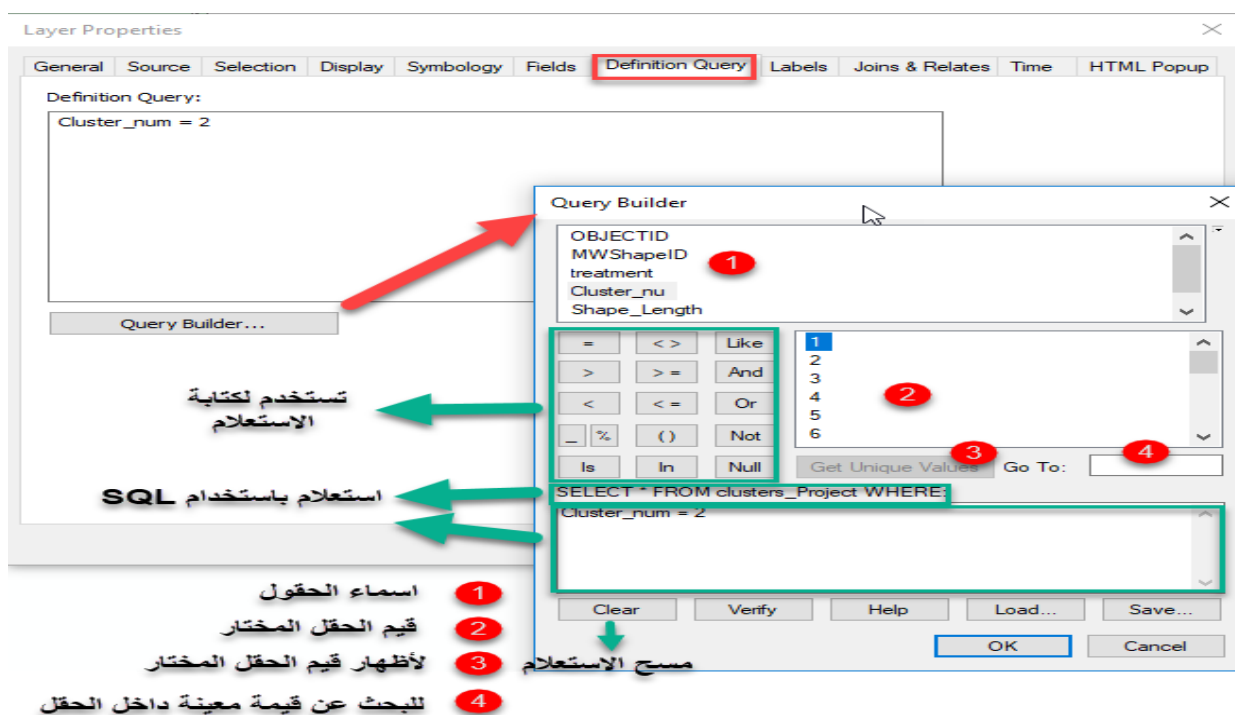 Layer Properties
General Source Selection Display Symbology Fields Definition Query Labels Joins & Relates Time HTML Popup
Definition Query:
Cluster_num = 2
Query Builder...
Query Builder
OBJECTID
MWShapeID
treatment
Cluster_nu
Shape_Length
1
= <> Like
> >= And
< <= Or
_ % () Not
Is In Null
1
2
3
4
5
6
2
Get Unique Values
3
Go To:
4
SELECT * FROM clusters_Project WHERE:
Cluster_num = 2
Clear Verify Help Load... Save...
OK Cancel
تستخدم لكتابة
الاستعلام
استعلام باستخدام SQL
مسح الاستعلام
1 اسماء الحقول
2 قيم الحقل المختار
3 لأظهار قيم الحقل المختار
4 للبحث عن قيمة معينة داخل الحقل